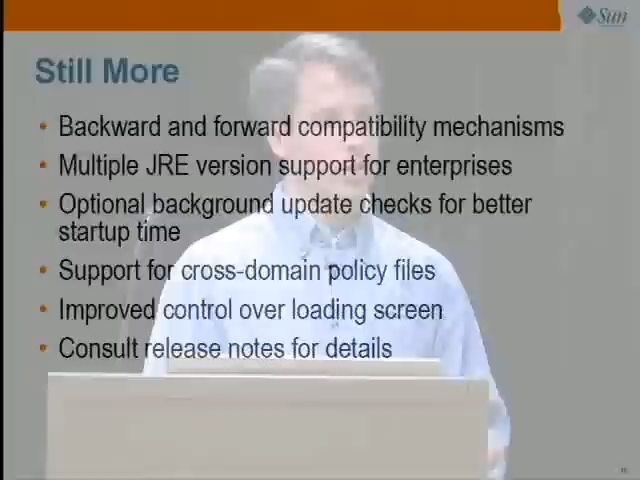 Sun
Still More
• Backward and forward compatibility mechanisms
• Multiple JRE version support for enterprises
• Optional background update checks for better
startup time
• Support for cross-domain policy files
• Improved control over loading screen
• Consult release notes for details